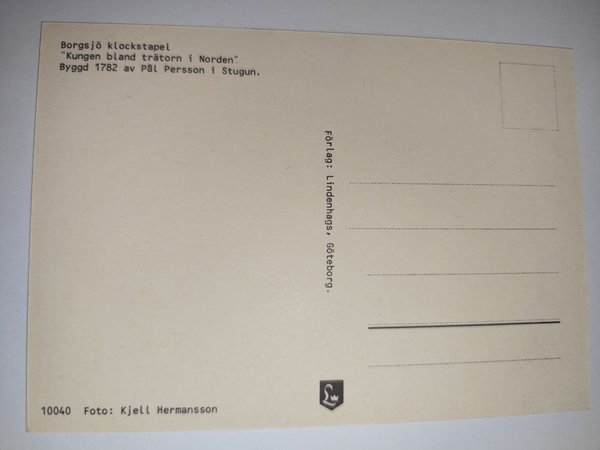 Borgsjö klockstapel
"Kungen bland trätorn i Norden"
Byggd 1782 av Pål Persson i Stugun.
Förlag: Lindenhags, Göteborg.
L
10040 Foto: Kjell Hermansson